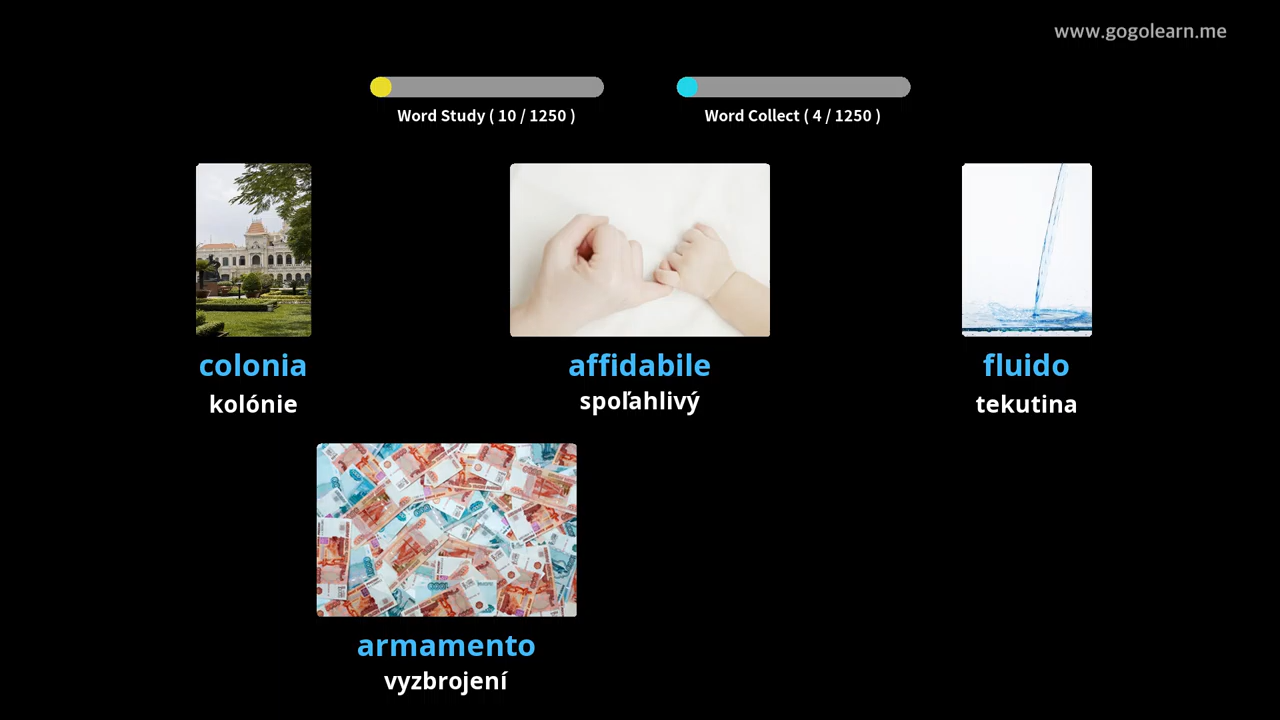 www.gogolearn.me
Word Study ( 10 / 1250 )
Word Collect ( 4 / 1250 )
colonia
kolónie
affidabile
spoľahlivý
fluido
tekutina
armamento
vyzbrojení